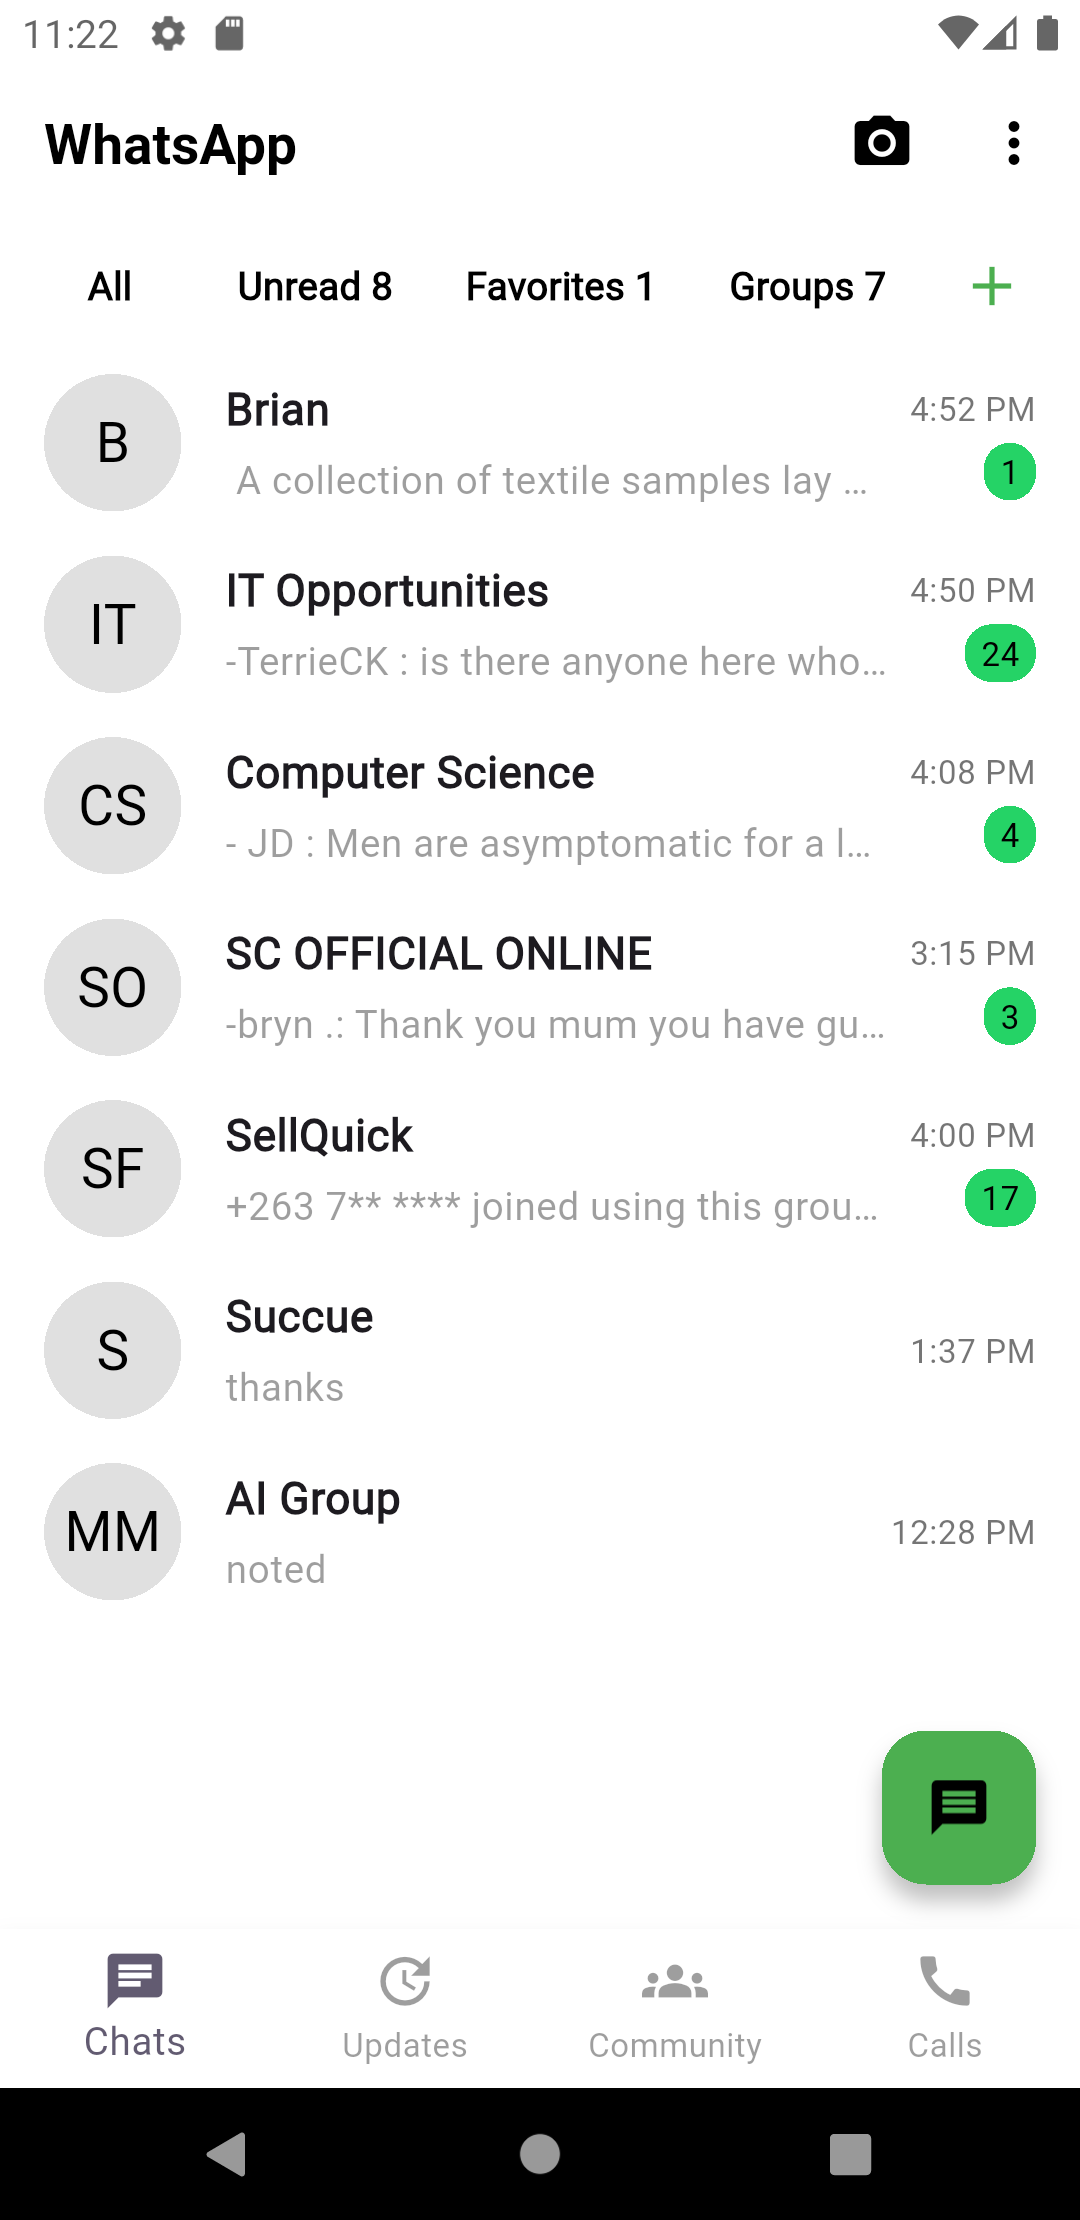 11:22
WhatsApp
All Unread 8 Favorites 1 Groups 7 +
B Brian 4:52 PM
A collection of textile samples lay ... 1
IT IT Opportunities 4:50 PM
-TerrieCK : is there anyone here who... 24
CS Computer Science 4:08 PM
- JD : Men are asymptomatic for a l... 4
SO SC OFFICIAL ONLINE 3:15 PM
-bryn .: Thank you mum you have gu... 3
SF SellQuick 4:00 PM
+263 7** **** joined using this grou... 17
S Succue 1:37 PM
thanks
MM AI Group 12:28 PM
noted
Chats Updates Community Calls